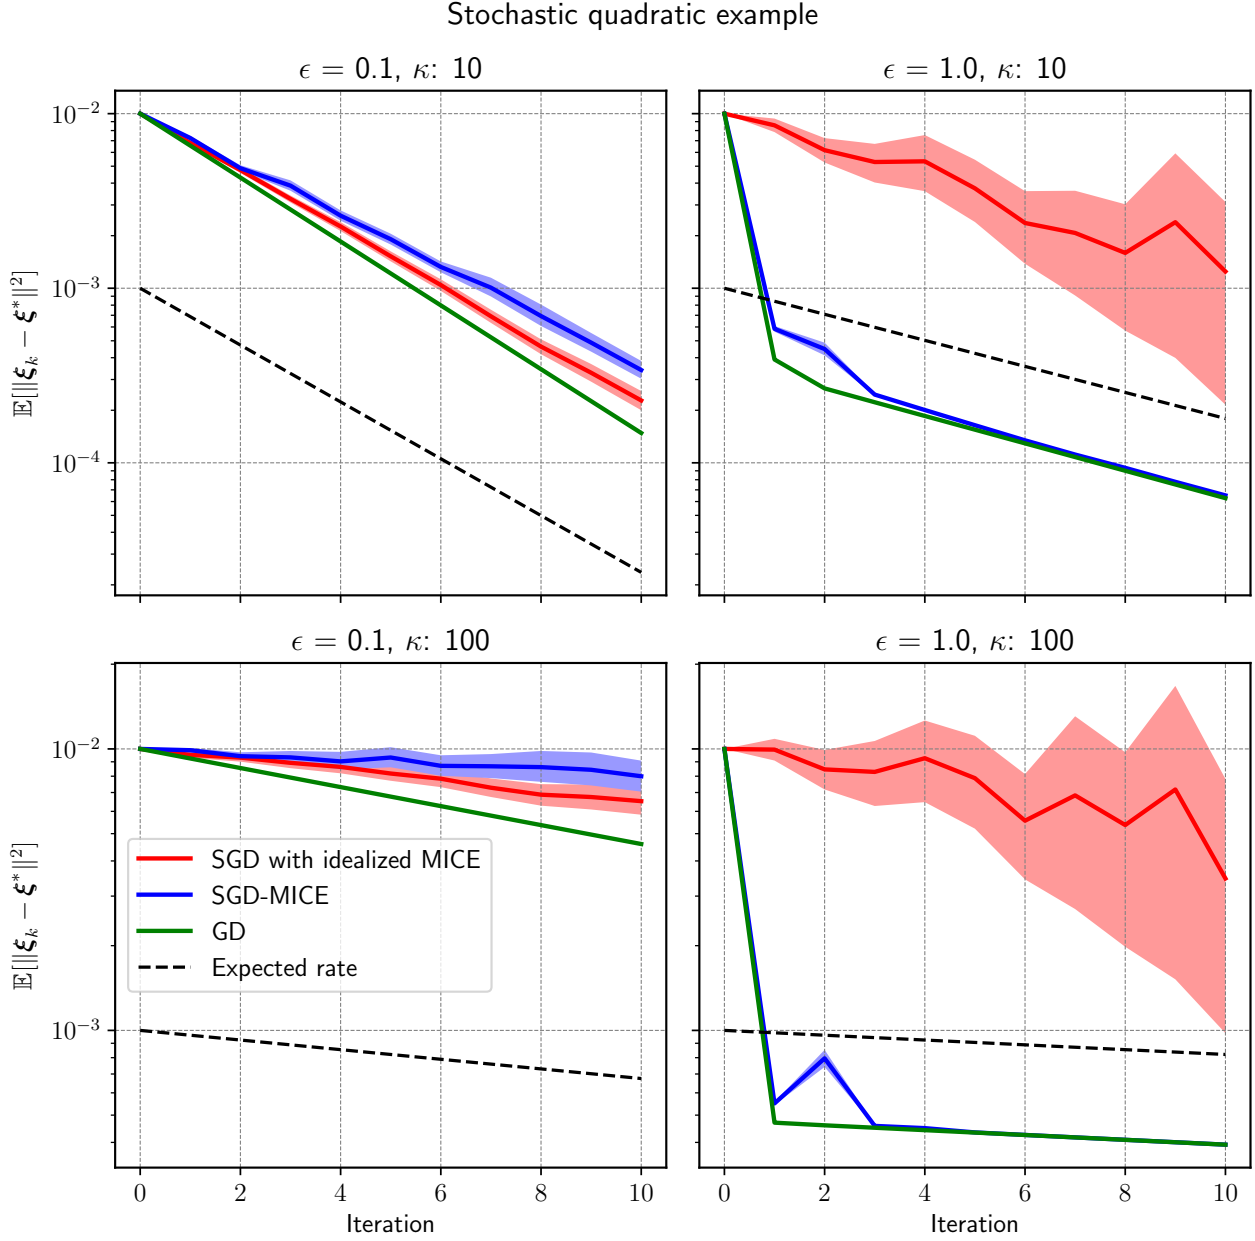 Stochastic quadratic example
ϵ = 0.1, κ: 10
ϵ = 1.0, κ: 10
10⁻²
10⁻³
10⁻⁴
𝔼[‖ξₖ − ξ*‖²]
ϵ = 0.1, κ: 100
ϵ = 1.0, κ: 100
10⁻²
10⁻³
𝔼[‖ξₖ − ξ*‖²]
SGD with idealized MICE
SGD-MICE
GD
Expected rate
0 2 4 6 8 10
0 2 4 6 8 10
Iteration
Iteration